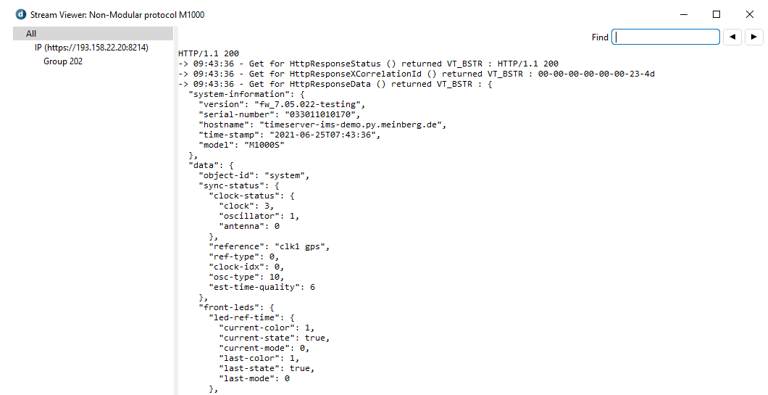 Stream Viewer: Non-Modular protocol M1000
All
IP (https://193.158.22.20:8214)
Group 202
Find
HTTP/1.1 200
-> 09:43:36 - Get for HttpResponseStatus () returned VT_BSTR : HTTP/1.1 200
-> 09:43:36 - Get for HttpResponseXCorrelationId () returned VT_BSTR : 00-00-00-00-00-00-23-4d
-> 09:43:36 - Get for HttpResponseData () returned VT_BSTR : {
"system-information": {
"version": "fw_7.05.022-testing",
"serial-number": "033011010170",
"hostname": "timeserver-ims-demo.py.meinberg.de",
"time-stamp": "2021-06-25T07:43:36",
"model": "M1000S"
},
"data": {
"object-id": "system",
"sync-status": {
"clock-status": {
"clock": 3,
"oscillator": 1,
"antenna": 0
},
"reference": "clk1 gps",
"ref-type": 0,
"clock-idx": 0,
"osc-type": 10,
"est-time-quality": 6
},
"front-leds": {
"led-ref-time": {
"current-color": 1,
"current-state": true,
"current-mode": 0,
"last-color": 1,
"last-state": true,
"last-mode": 0
},